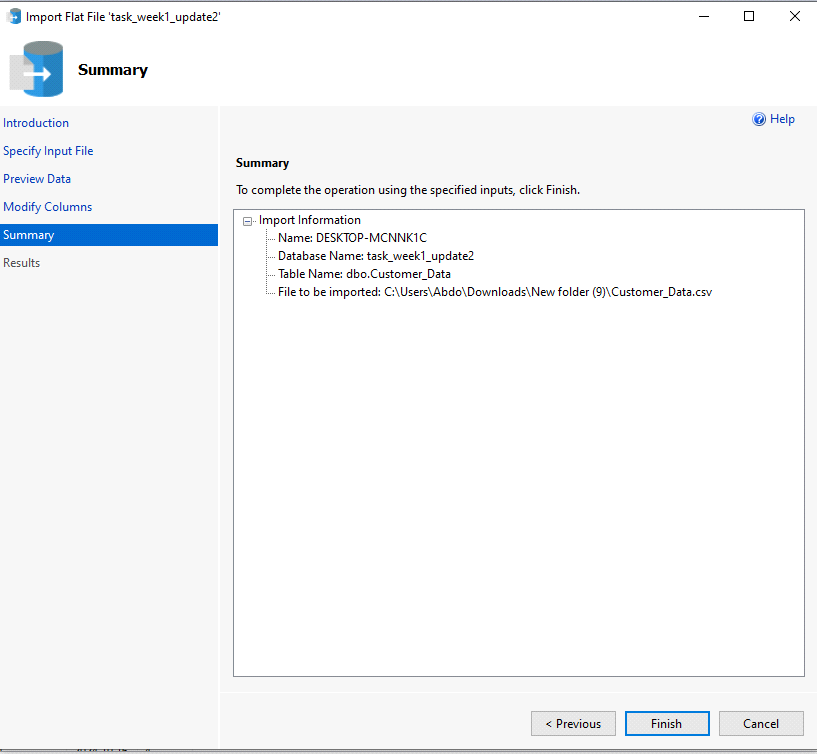 Import Flat File 'task_week1_update2'
Summary
Introduction
Specify Input File
Preview Data
Modify Columns
Summary
Results
Help
Summary
To complete the operation using the specified inputs, click Finish.
Import Information
Name: DESKTOP-MCNNK1C
Database Name: task_week1_update2
Table Name: dbo.Customer_Data
File to be imported: C:\Users\Abdo\Downloads\New folder (9)\Customer_Data.csv
< Previous
Finish
Cancel